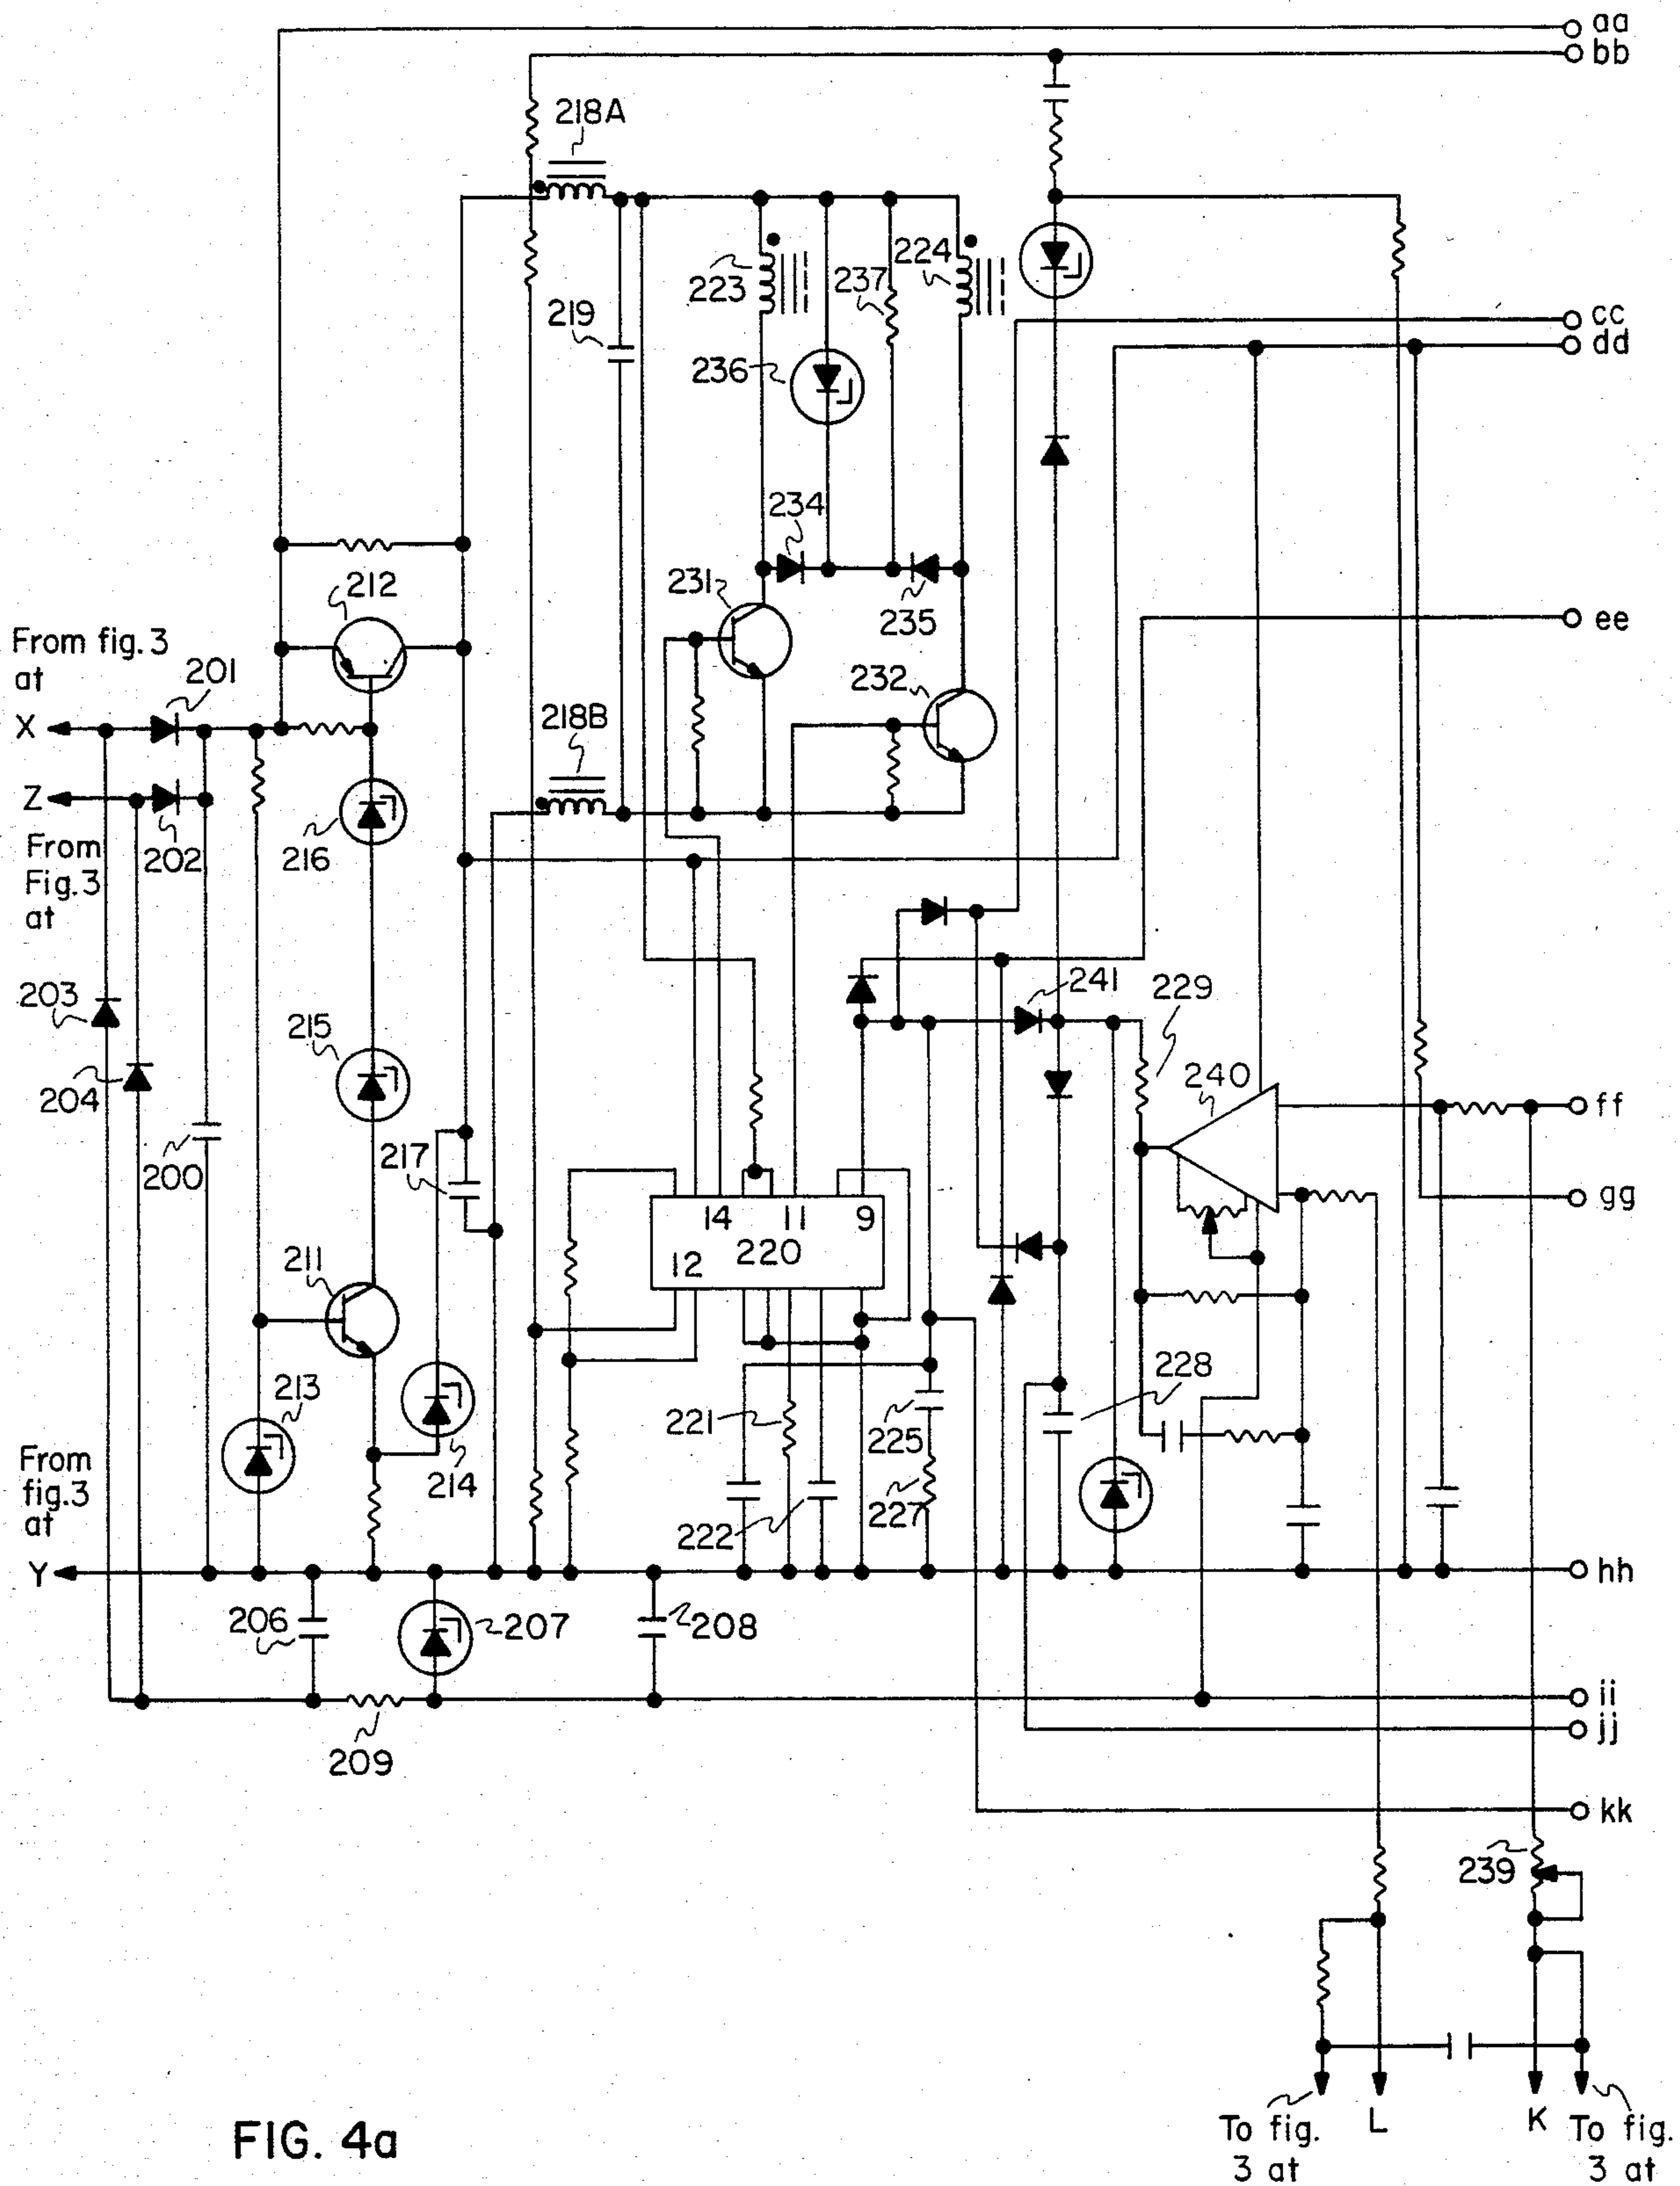 aa
bb
218A
223
237
224
219
cc
dd
236
234
212
231
235
ee
From fig. 3
at
201
232
X
218B
Z
202
216
From
Fig. 3
at
241
229
203
215
240
204
ff
217
200
14
11
9
gg
220
12
211
213
228
221
225
214
From
fig. 3
at
222
227
Y
hh
206
207
208
ii
jj
209
kk
239
L
K
To fig.
3 at
To fig.
3 at
FIG. 4a